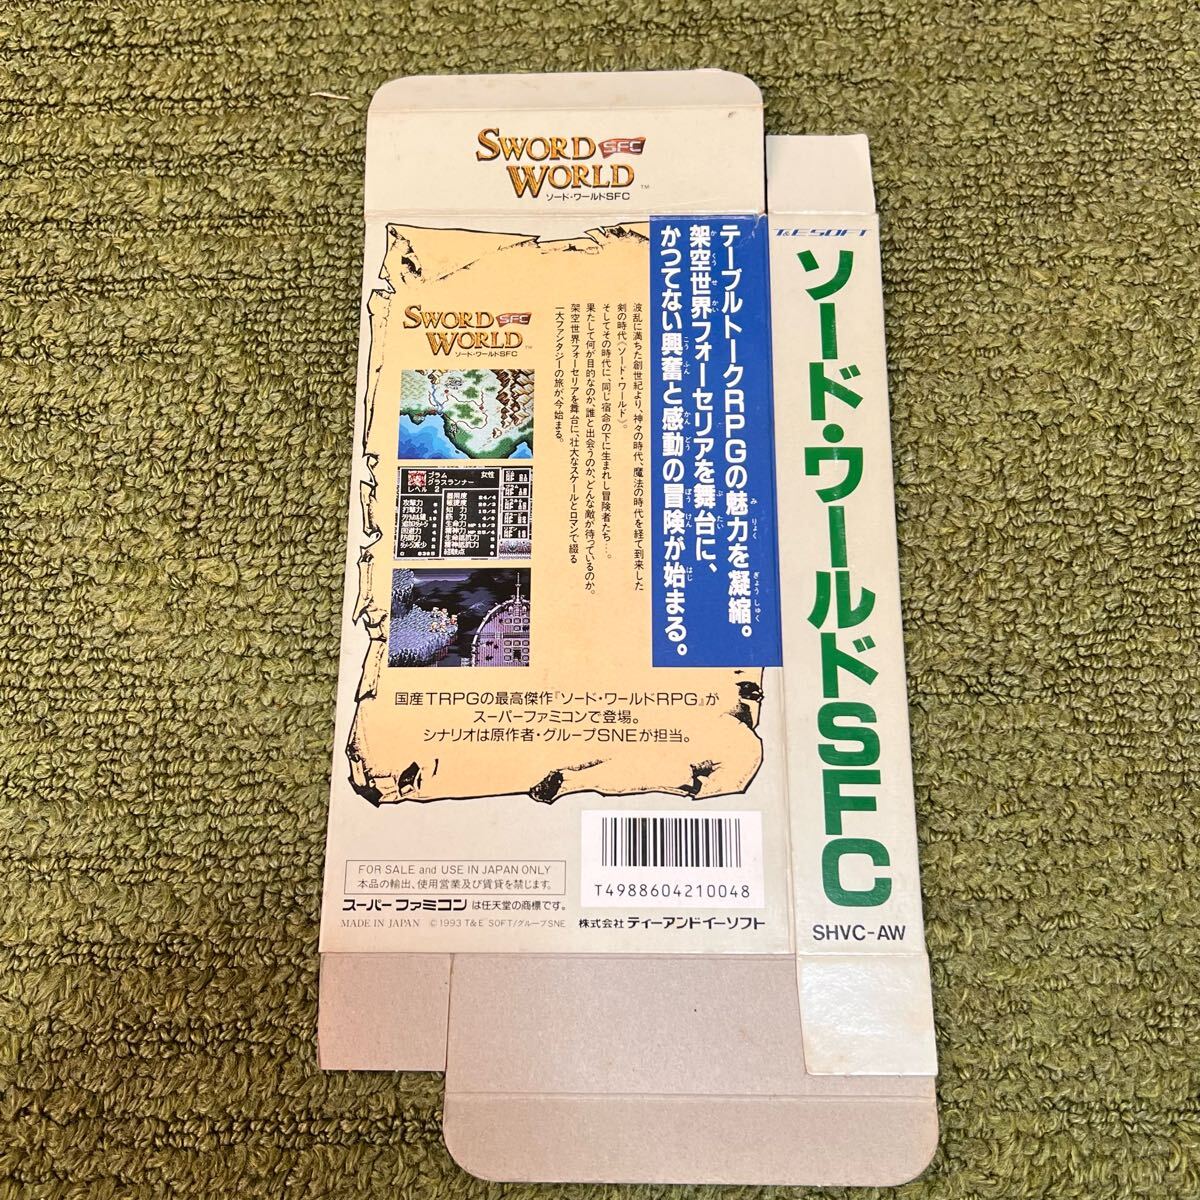 SWORD SFC
WORLD™
ソード・ワールドSFC
テーブルトークRPGの魅力を凝縮。
架空世界フォーセリアを舞台に、
かつてない興奮と感動の冒険が始まる。
SWORD SFC
WORLD™
ソード・ワールドSFC
波乱に満ちた創世紀より、神々の時代、魔法の時代を経て到来した
剣の時代《ソード・ワールド》。
そしてその時代に、同じ宿命の下に生まれし冒険者たち…。
果たして何が目的なのか、誰と出会うのか、どんな敵が待っているのか。
架空世界フォーセリアを舞台に、壮大なスケールとロマンで綴る
一大ファンタジーの旅が、今始まる。
プラム 女性
グラスランナー
レベル 2
国産TRPGの最高傑作『ソード・ワールドRPG』が
スーパーファミコンで登場。
シナリオは原作者・グループSNEが担当。
T4988604210048
FOR SALE and USE IN JAPAN ONLY
本品の輸出、使用営業及び賃貸を禁じます。
スーパーファミコンは任天堂の商標です。
MADE IN JAPAN ©1993 T&E SOFT/グループSNE
株式会社 ティーアンドイーソフト
T&E SOFT
ソード・ワールドSFC
SHVC-AW